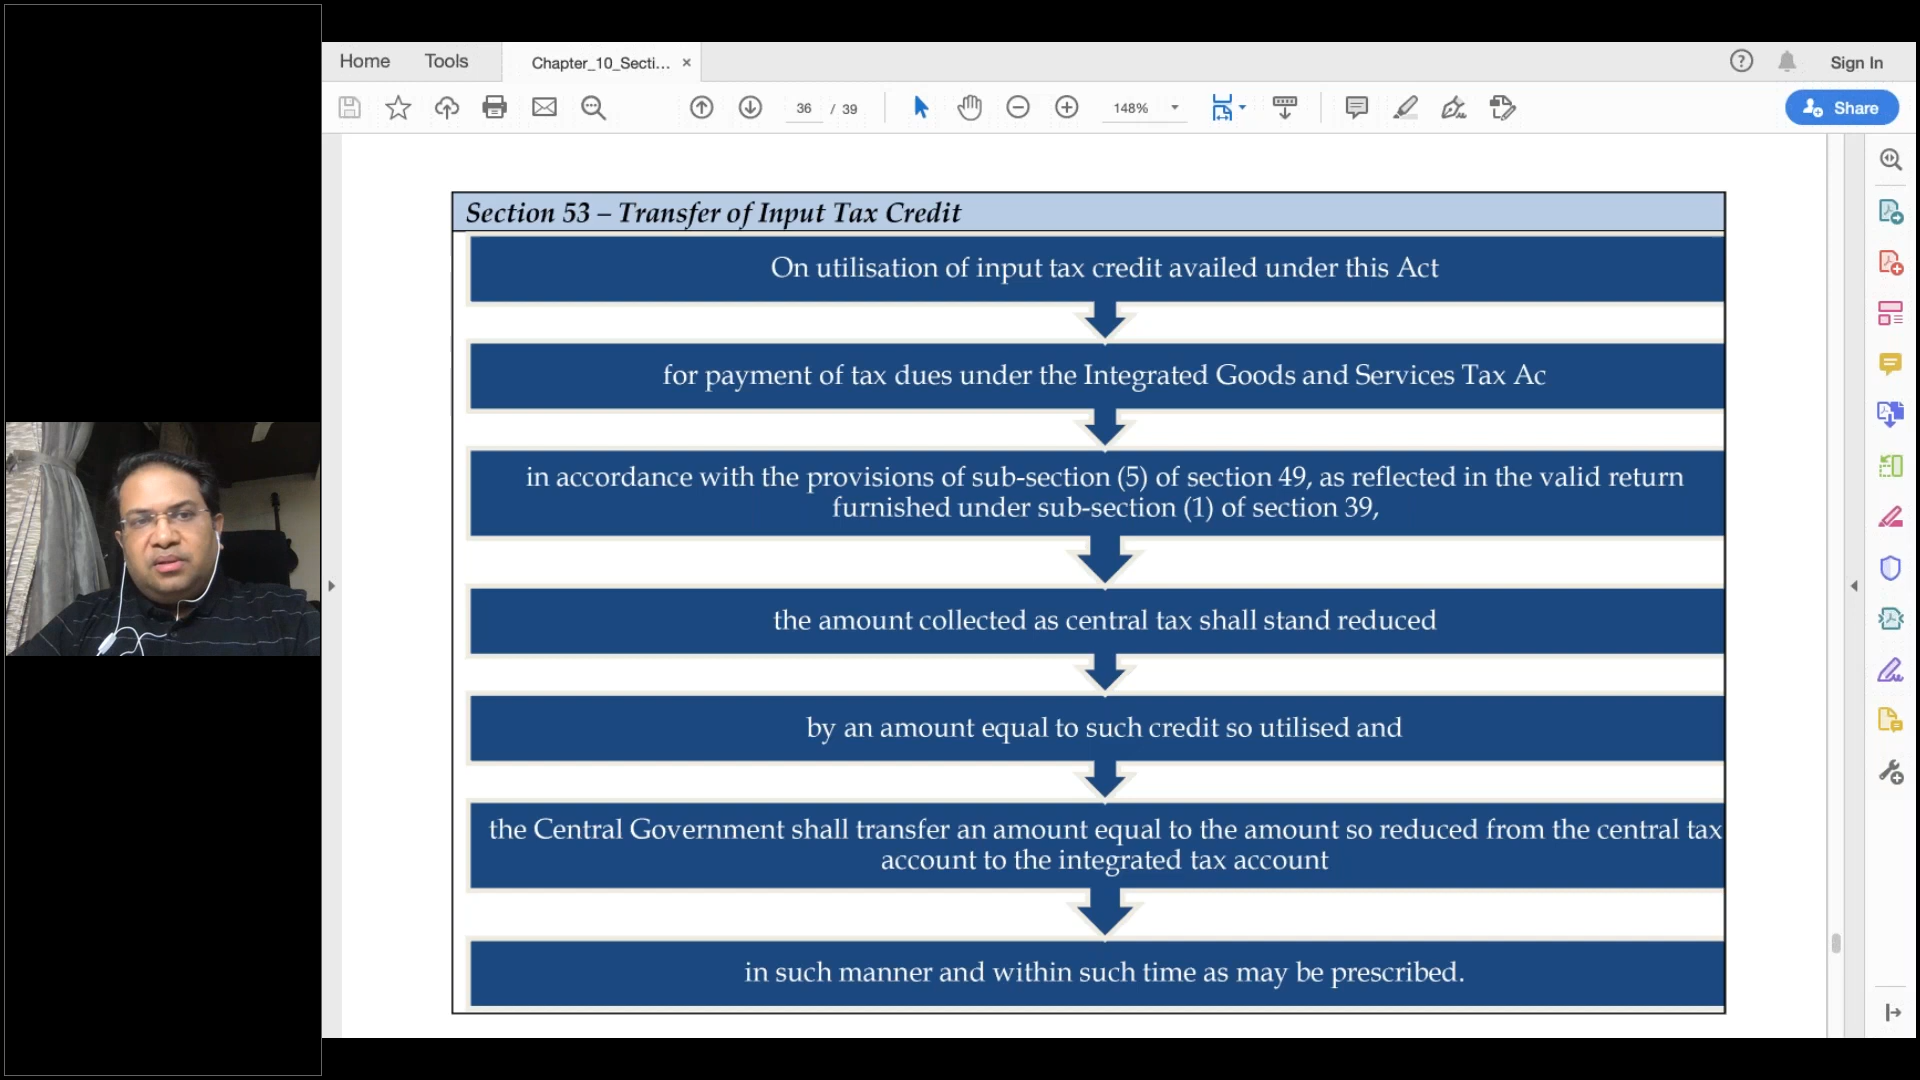 Home
Tools
Chapter_10_Secti... ×
Sign In
36 / 39
148%
Share
Section 53 – Transfer of Input Tax Credit
On utilisation of input tax credit availed under this Act
for payment of tax dues under the Integrated Goods and Services Tax Ac
in accordance with the provisions of sub-section (5) of section 49, as reflected in the valid return
furnished under sub-section (1) of section 39,
the amount collected as central tax shall stand reduced
by an amount equal to such credit so utilised and
the Central Government shall transfer an amount equal to the amount so reduced from the central tax
account to the integrated tax account
in such manner and within such time as may be prescribed.